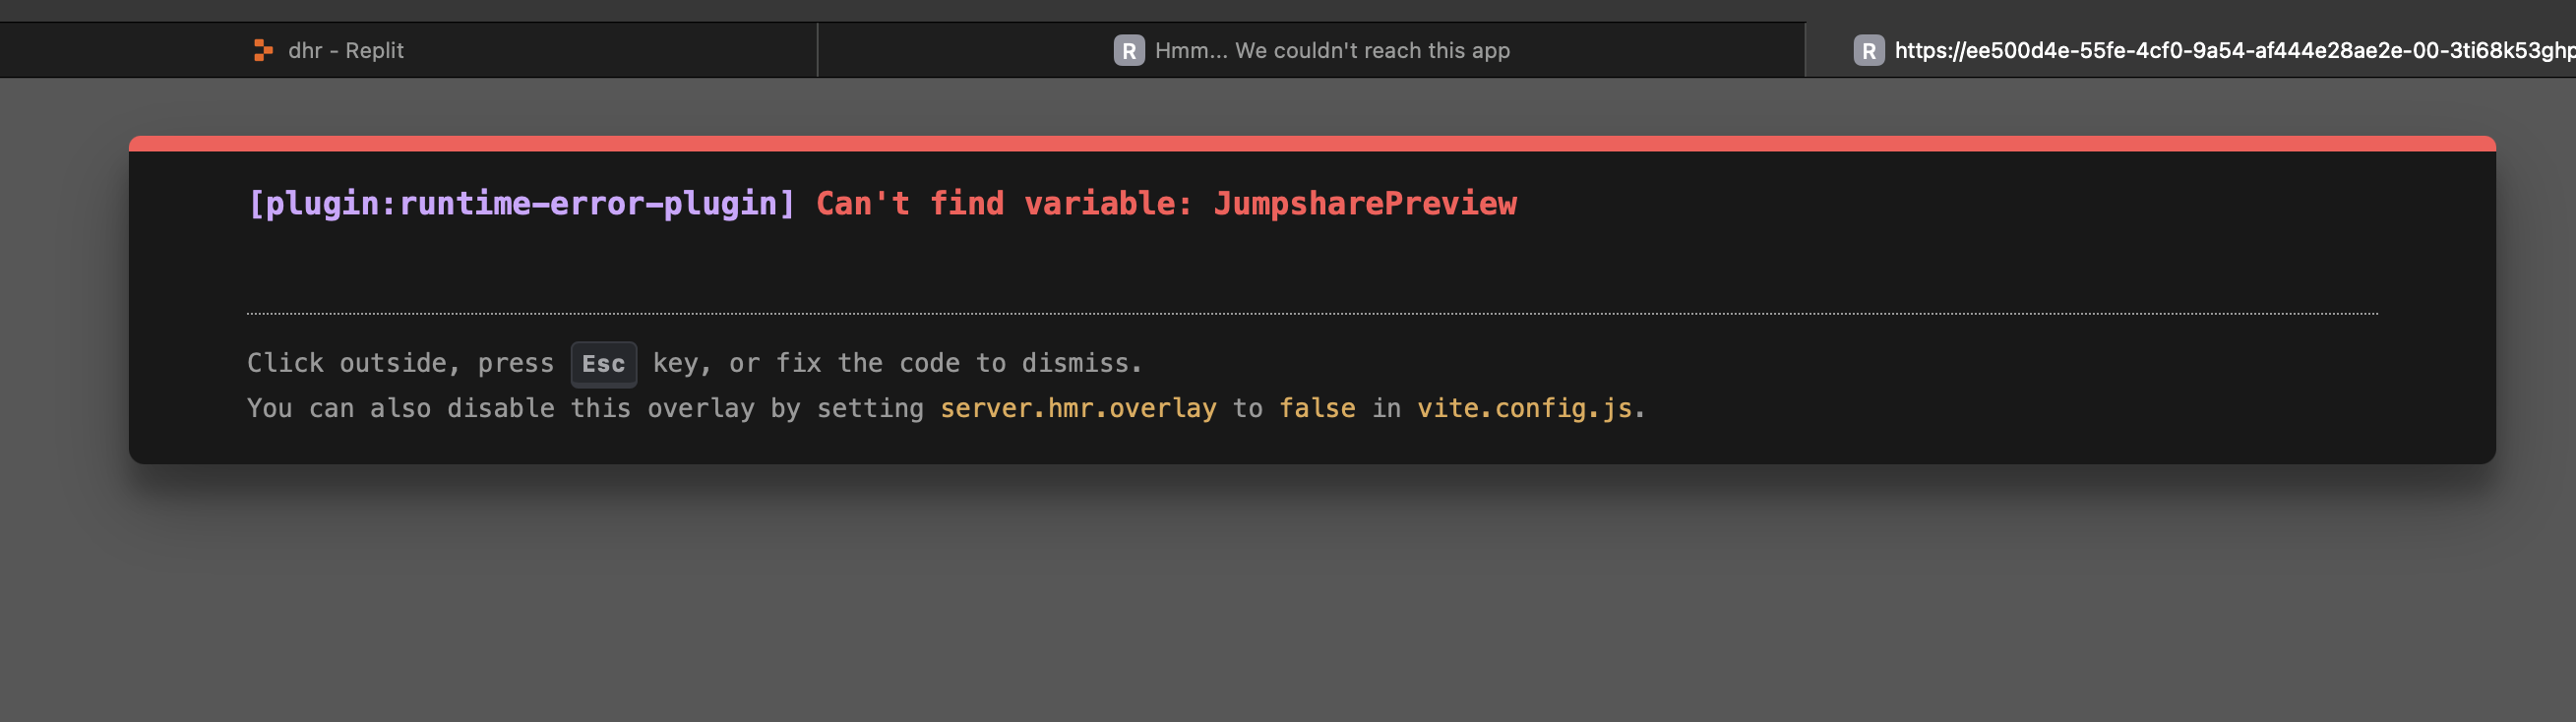 dhr - Replit
R Hmm... We couldn't reach this app
R https://ee500d4e-55fe-4cf0-9a54-af444e28ae2e-00-3ti68k53ghp
[plugin:runtime-error-plugin] Can't find variable: JumpsharePreview
Click outside, press Esc key, or fix the code to dismiss.
You can also disable this overlay by setting server.hmr.overlay to false in vite.config.js.